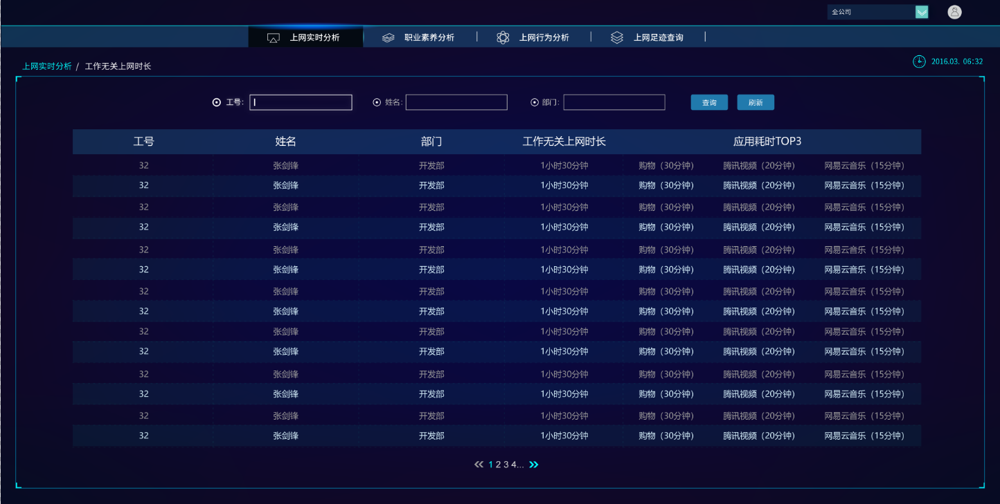 全公司
上网实时分析 职业素养分析 上网行为分析 上网足迹查询
上网实时分析 / 工作无关上网时长 2016.03. 06:32
工号: 姓名: 部门: 查询 刷新
工号 姓名 部门 工作无关上网时长 应用耗时TOP3
32 张剑锋 开发部 1小时30分钟 购物（30分钟） 腾讯视频（20分钟） 网易云音乐（15分钟）
32 张剑锋 开发部 1小时30分钟 购物（30分钟） 腾讯视频（20分钟） 网易云音乐（15分钟）
32 张剑锋 开发部 1小时30分钟 购物（30分钟） 腾讯视频（20分钟） 网易云音乐（15分钟）
32 张剑锋 开发部 1小时30分钟 购物（30分钟） 腾讯视频（20分钟） 网易云音乐（15分钟）
32 张剑锋 开发部 1小时30分钟 购物（30分钟） 腾讯视频（20分钟） 网易云音乐（15分钟）
32 张剑锋 开发部 1小时30分钟 购物（30分钟） 腾讯视频（20分钟） 网易云音乐（15分钟）
32 张剑锋 开发部 1小时30分钟 购物（30分钟） 腾讯视频（20分钟） 网易云音乐（15分钟）
32 张剑锋 开发部 1小时30分钟 购物（30分钟） 腾讯视频（20分钟） 网易云音乐（15分钟）
32 张剑锋 开发部 1小时30分钟 购物（30分钟） 腾讯视频（20分钟） 网易云音乐（15分钟）
32 张剑锋 开发部 1小时30分钟 购物（30分钟） 腾讯视频（20分钟） 网易云音乐（15分钟）
32 张剑锋 开发部 1小时30分钟 购物（30分钟） 腾讯视频（20分钟） 网易云音乐（15分钟）
32 张剑锋 开发部 1小时30分钟 购物（30分钟） 腾讯视频（20分钟） 网易云音乐（15分钟）
32 张剑锋 开发部 1小时30分钟 购物（30分钟） 腾讯视频（20分钟） 网易云音乐（15分钟）
32 张剑锋 开发部 1小时30分钟 购物（30分钟） 腾讯视频（20分钟） 网易云音乐（15分钟）
1 2 3 4...